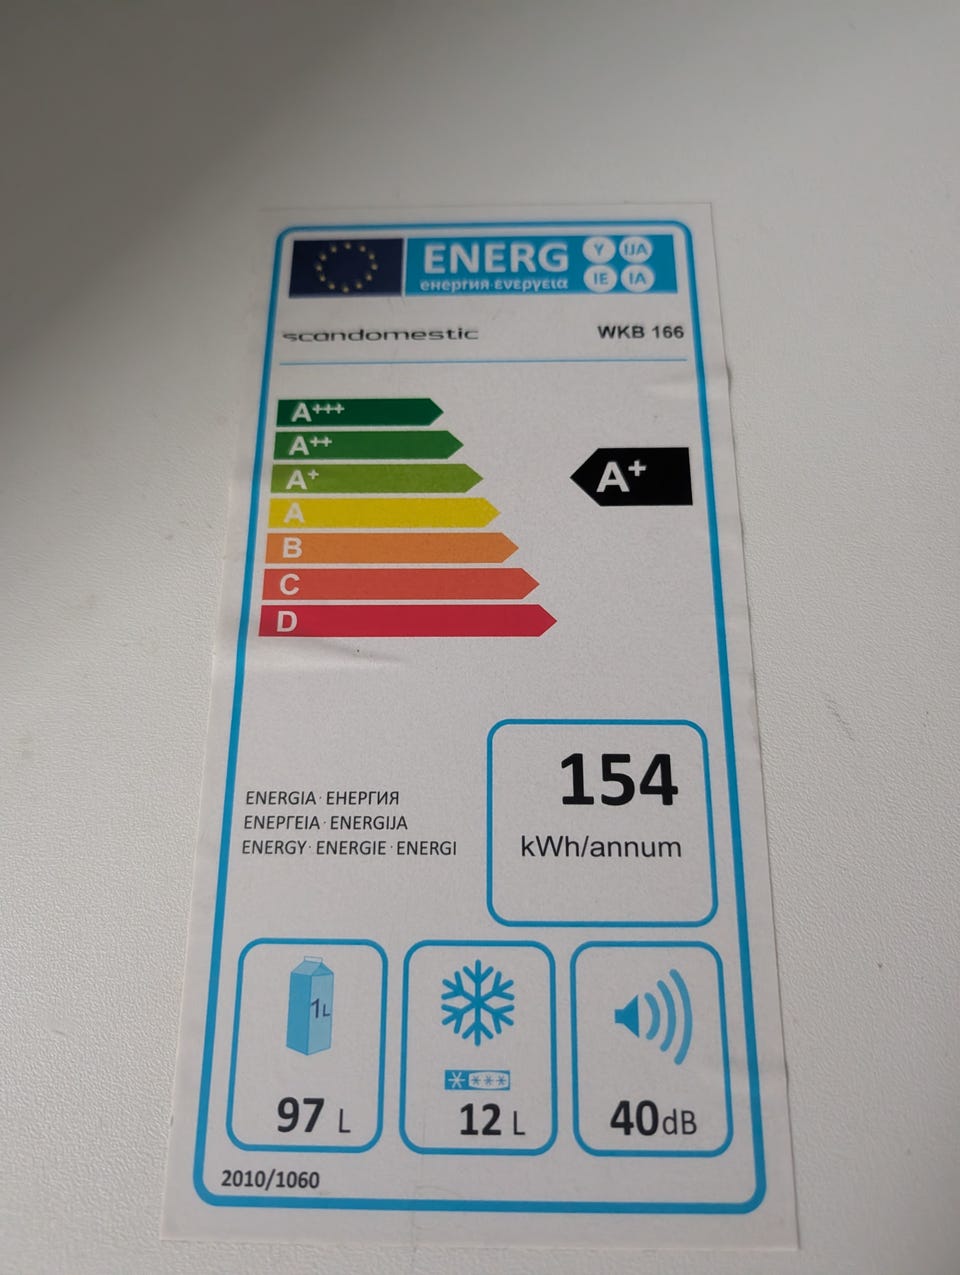 ENERG Y IJA
енергия·ενεργεια IE IA
scandomestic WKB 166
A+++
A++
A+
A+
A
B
C
D
154
kWh/annum
ENERGIA·ЕНЕРГИЯ
ΕΝΕΡΓΕΙΑ·ENERGIJA
ENERGY·ENERGIE·ENERGI
1L
97 L
12 L
40dB
2010/1060